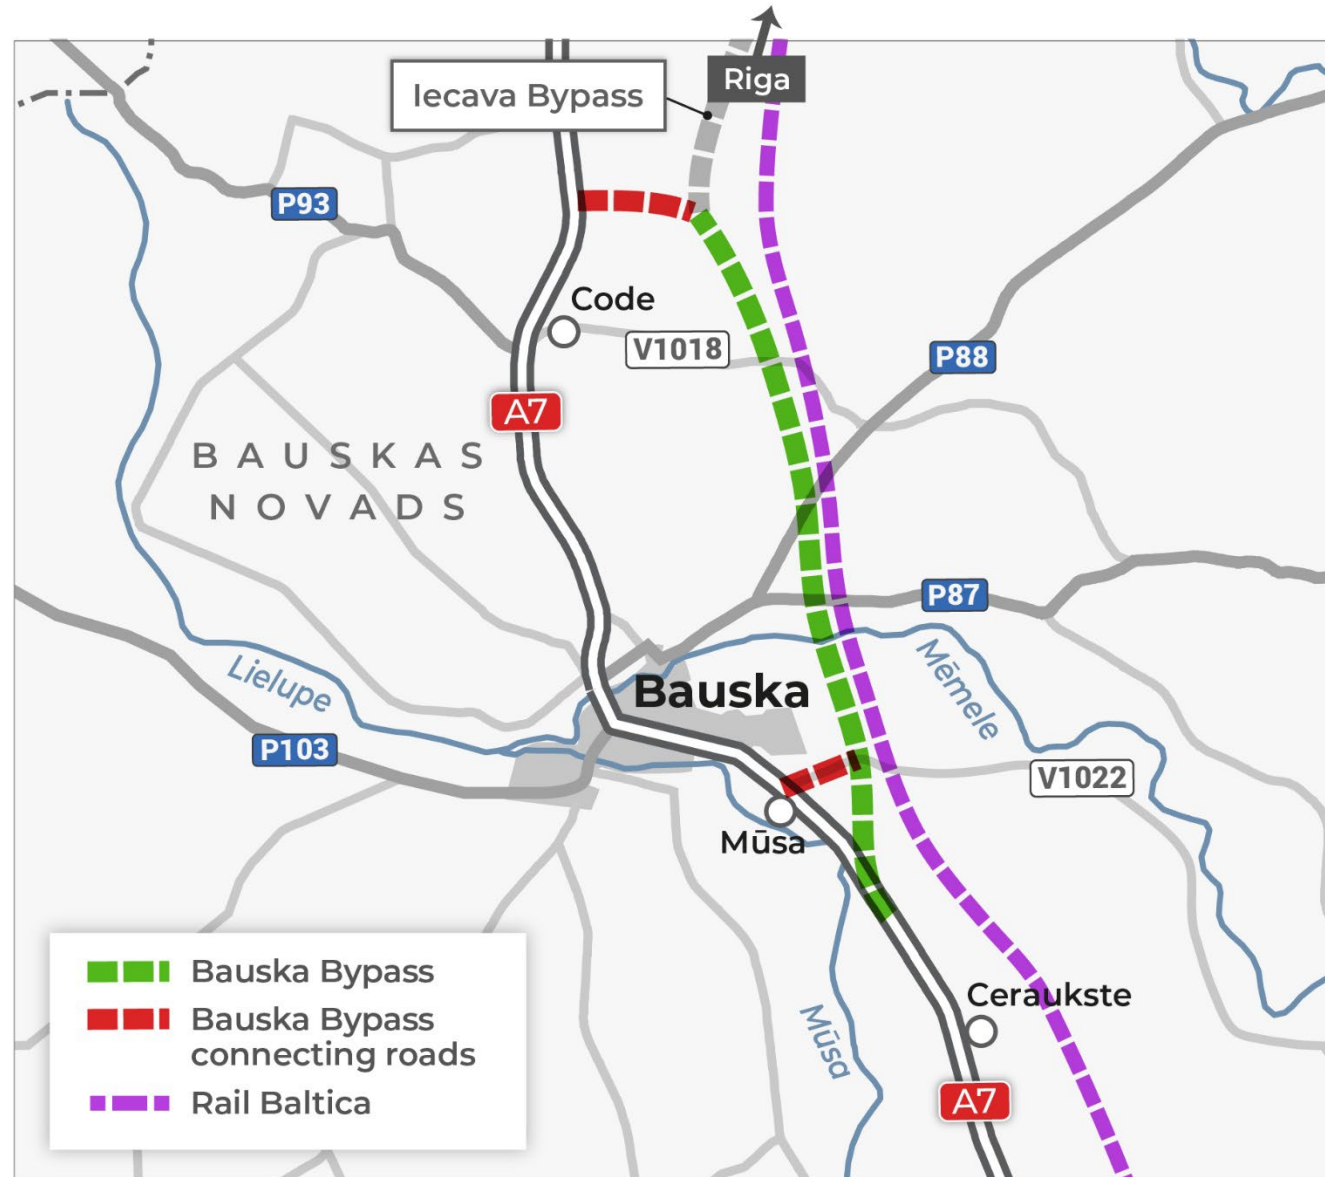 Riga
Iecava Bypass
P93
Code
V1018
P88
A7
BAUSKAS
NOVADS
P87
Lielupe
Bauska
Mēmele
P103
V1022
Mūsa
Ceraukste
Mūsa
A7
Bauska Bypass
Bauska Bypass
connecting roads
Rail Baltica